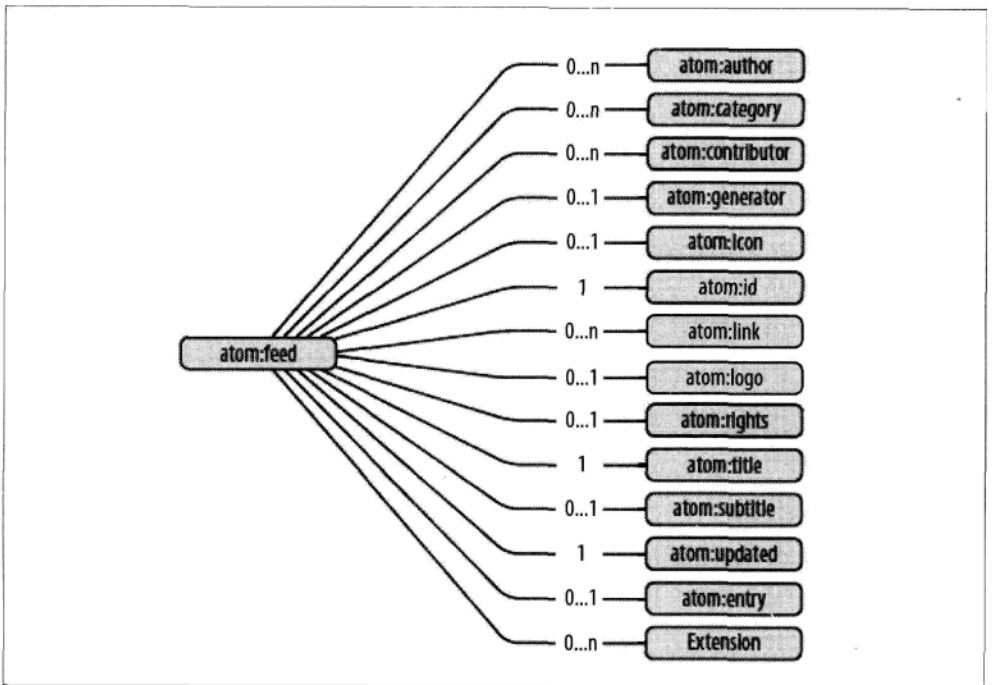 0...n atom:author
0...n atom:category
0...n atom:contributor
0...1 atom:generator
0...1 atom:icon
1 atom:id
0...n atom:link
atom:feed
0...1 atom:logo
0...1 atom:rights
1 atom:title
0...1 atom:subtitle
1 atom:updated
0...1 atom:entry
0...n Extension